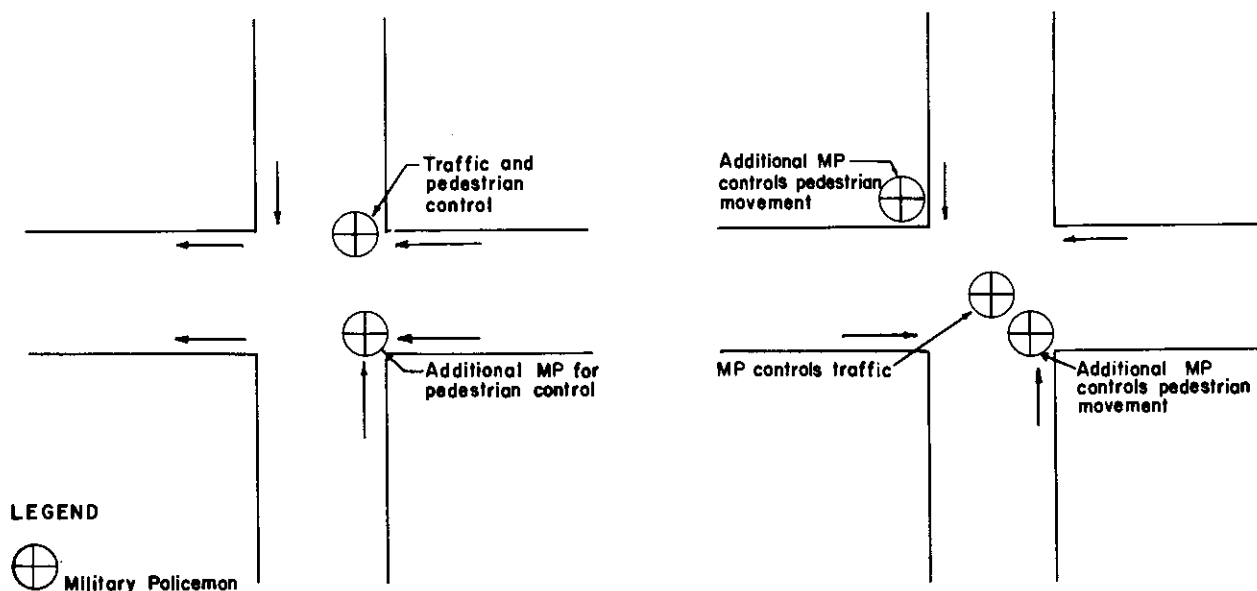 Traffic and
pedestrian
control
Additional MP for
pedestrian control
LEGEND
Military Policeman
Additional MP
controls pedestrian
movement
MP controls traffic
Additional MP
controls pedestrian
movement